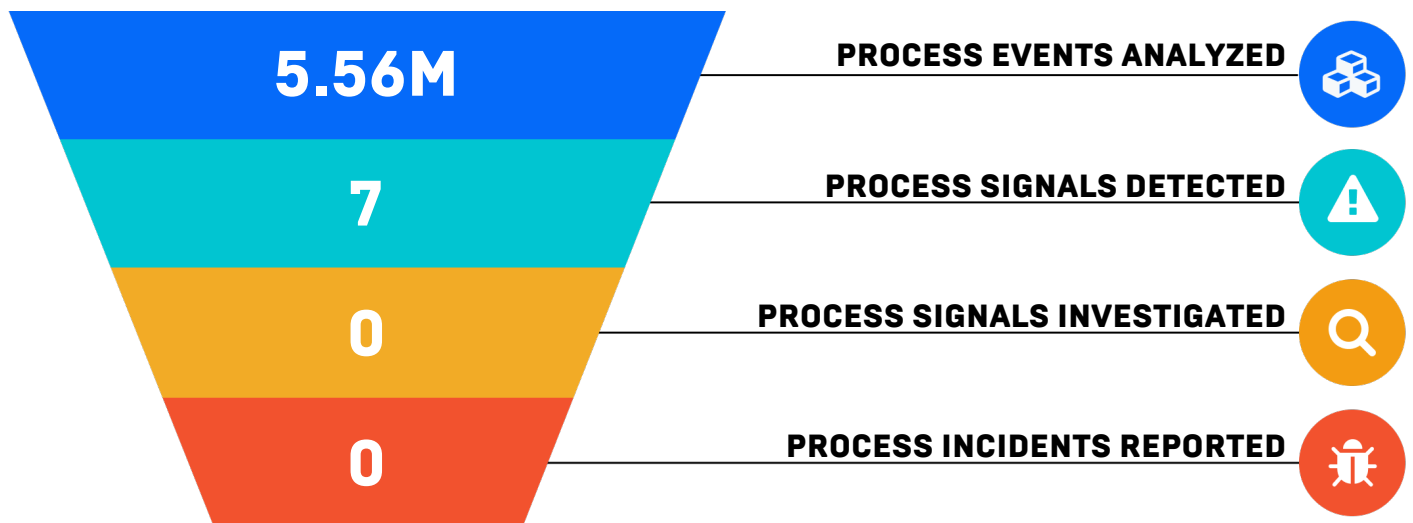 5.56M
PROCESS EVENTS ANALYZED
7
PROCESS SIGNALS DETECTED
0
PROCESS SIGNALS INVESTIGATED
0
PROCESS INCIDENTS REPORTED